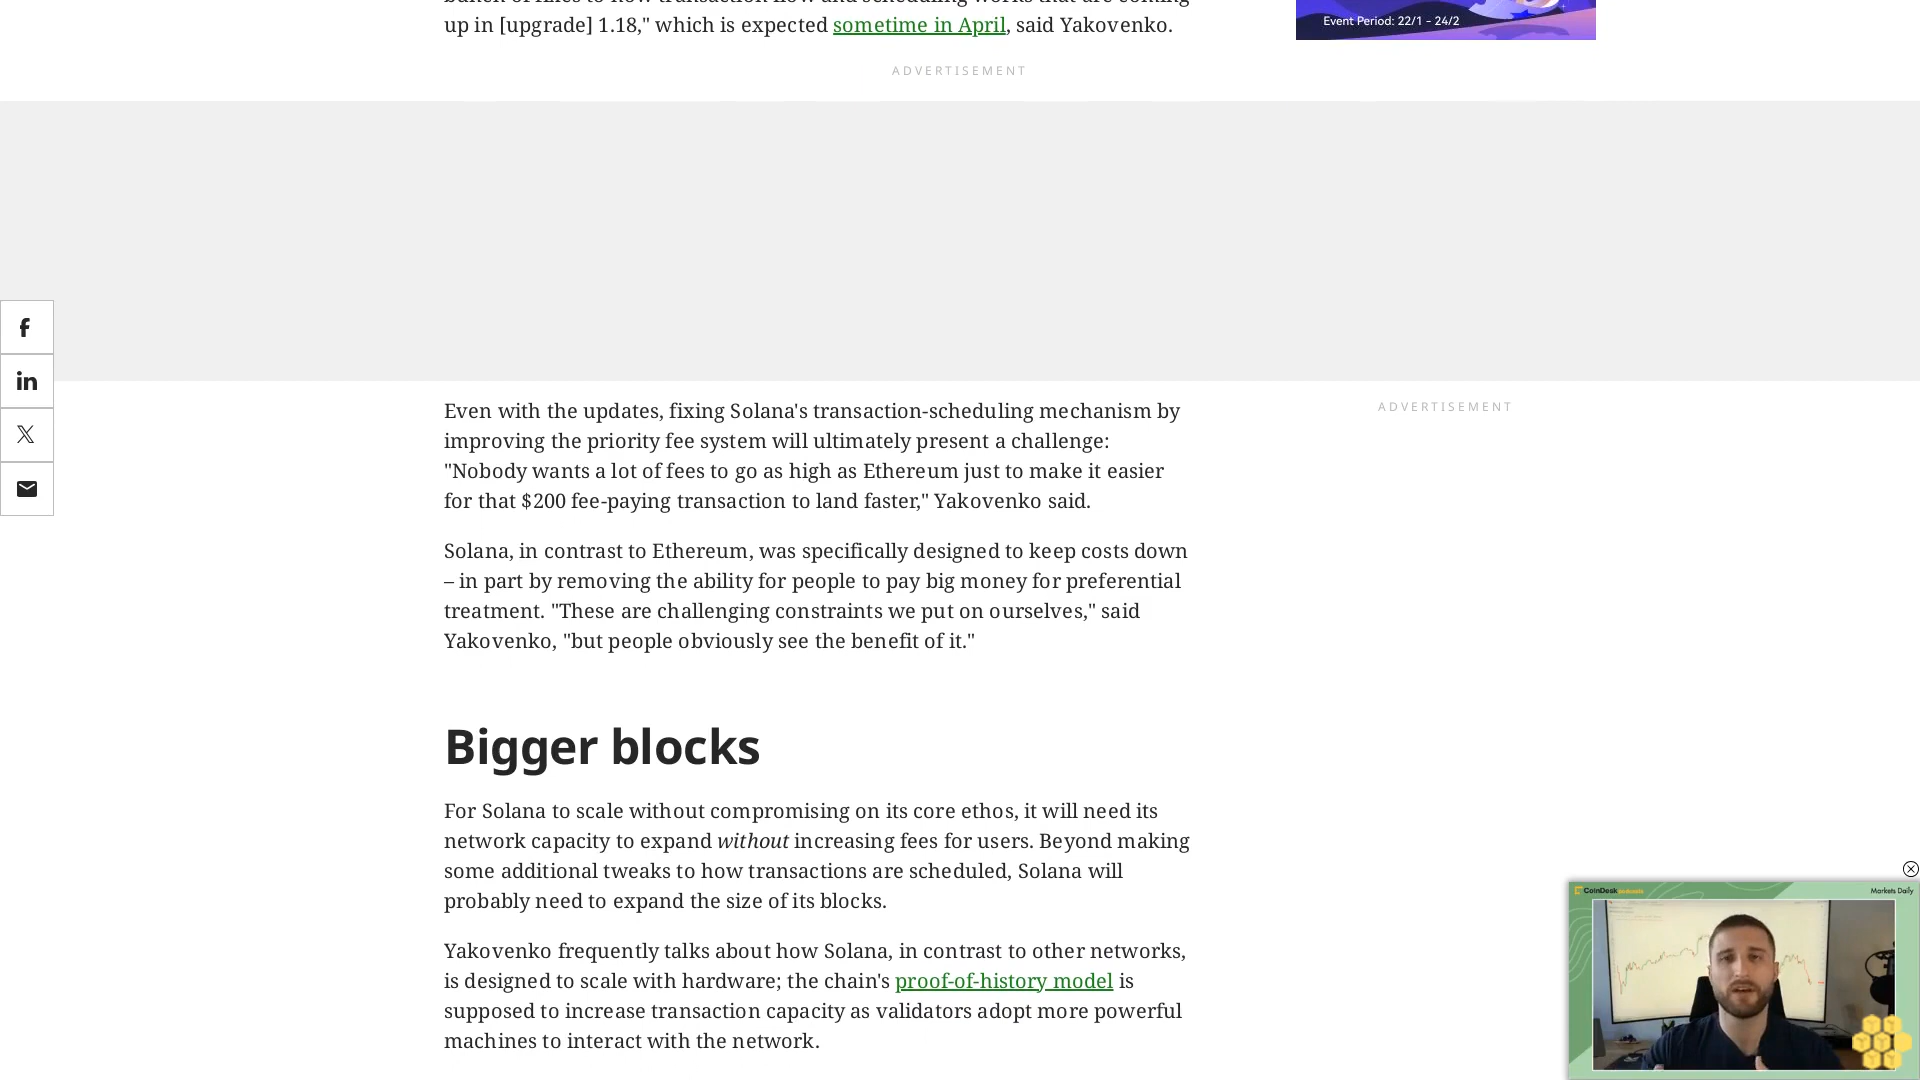 up in [upgrade] 1.18," which is expected sometime in April, said Yakovenko.
Event Period: 22/1 - 24/2
ADVERTISEMENT
Even with the updates, fixing Solana's transaction-scheduling mechanism by
improving the priority fee system will ultimately present a challenge:
"Nobody wants a lot of fees to go as high as Ethereum just to make it easier
for that $200 fee-paying transaction to land faster," Yakovenko said.
ADVERTISEMENT
Solana, in contrast to Ethereum, was specifically designed to keep costs down
– in part by removing the ability for people to pay big money for preferential
treatment. "These are challenging constraints we put on ourselves," said
Yakovenko, "but people obviously see the benefit of it."
Bigger blocks
For Solana to scale without compromising on its core ethos, it will need its
network capacity to expand without increasing fees for users. Beyond making
some additional tweaks to how transactions are scheduled, Solana will
probably need to expand the size of its blocks.
Yakovenko frequently talks about how Solana, in contrast to other networks,
is designed to scale with hardware; the chain's proof-of-history model is
supposed to increase transaction capacity as validators adopt more powerful
machines to interact with the network.
CoinDesk
Markets Daily